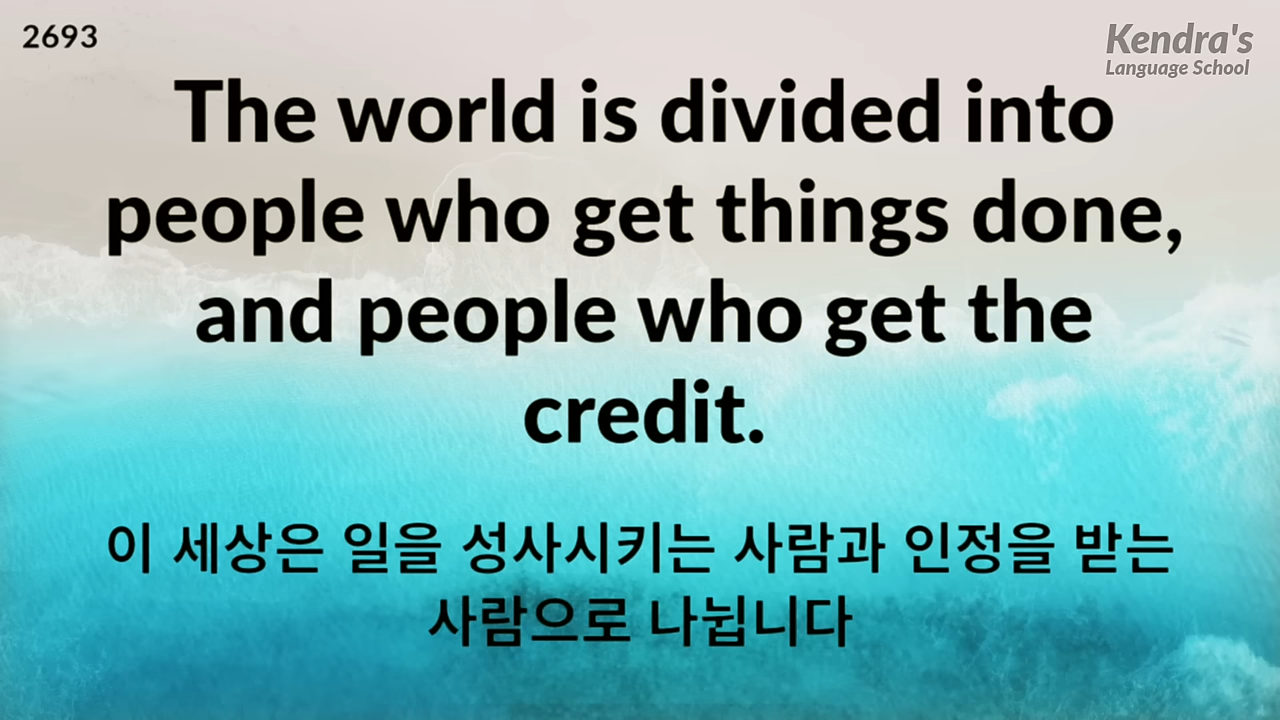 2693
Kendra's
Language School
The world is divided into
people who get things done,
and people who get the
credit.
이 세상은 일을 성사시키는 사람과 인정을 받는
사람으로 나뉩니다